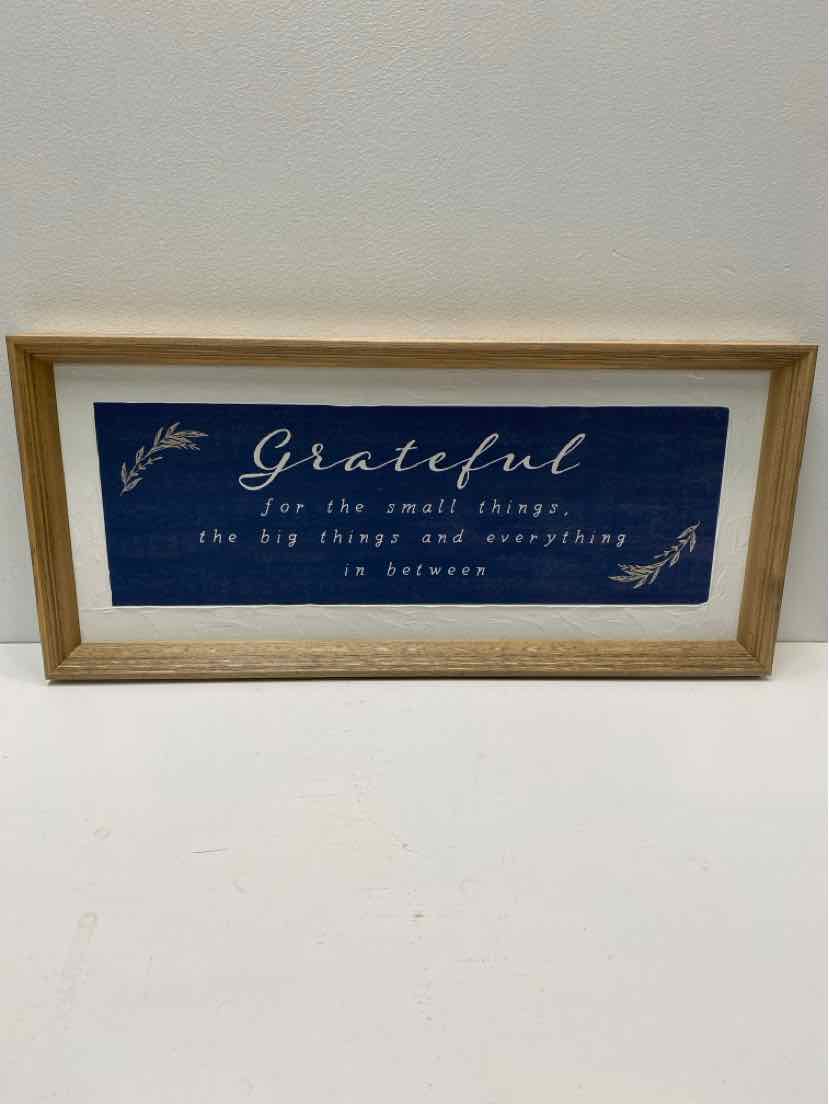 Grateful
for the small things,
the big things and everything
in between